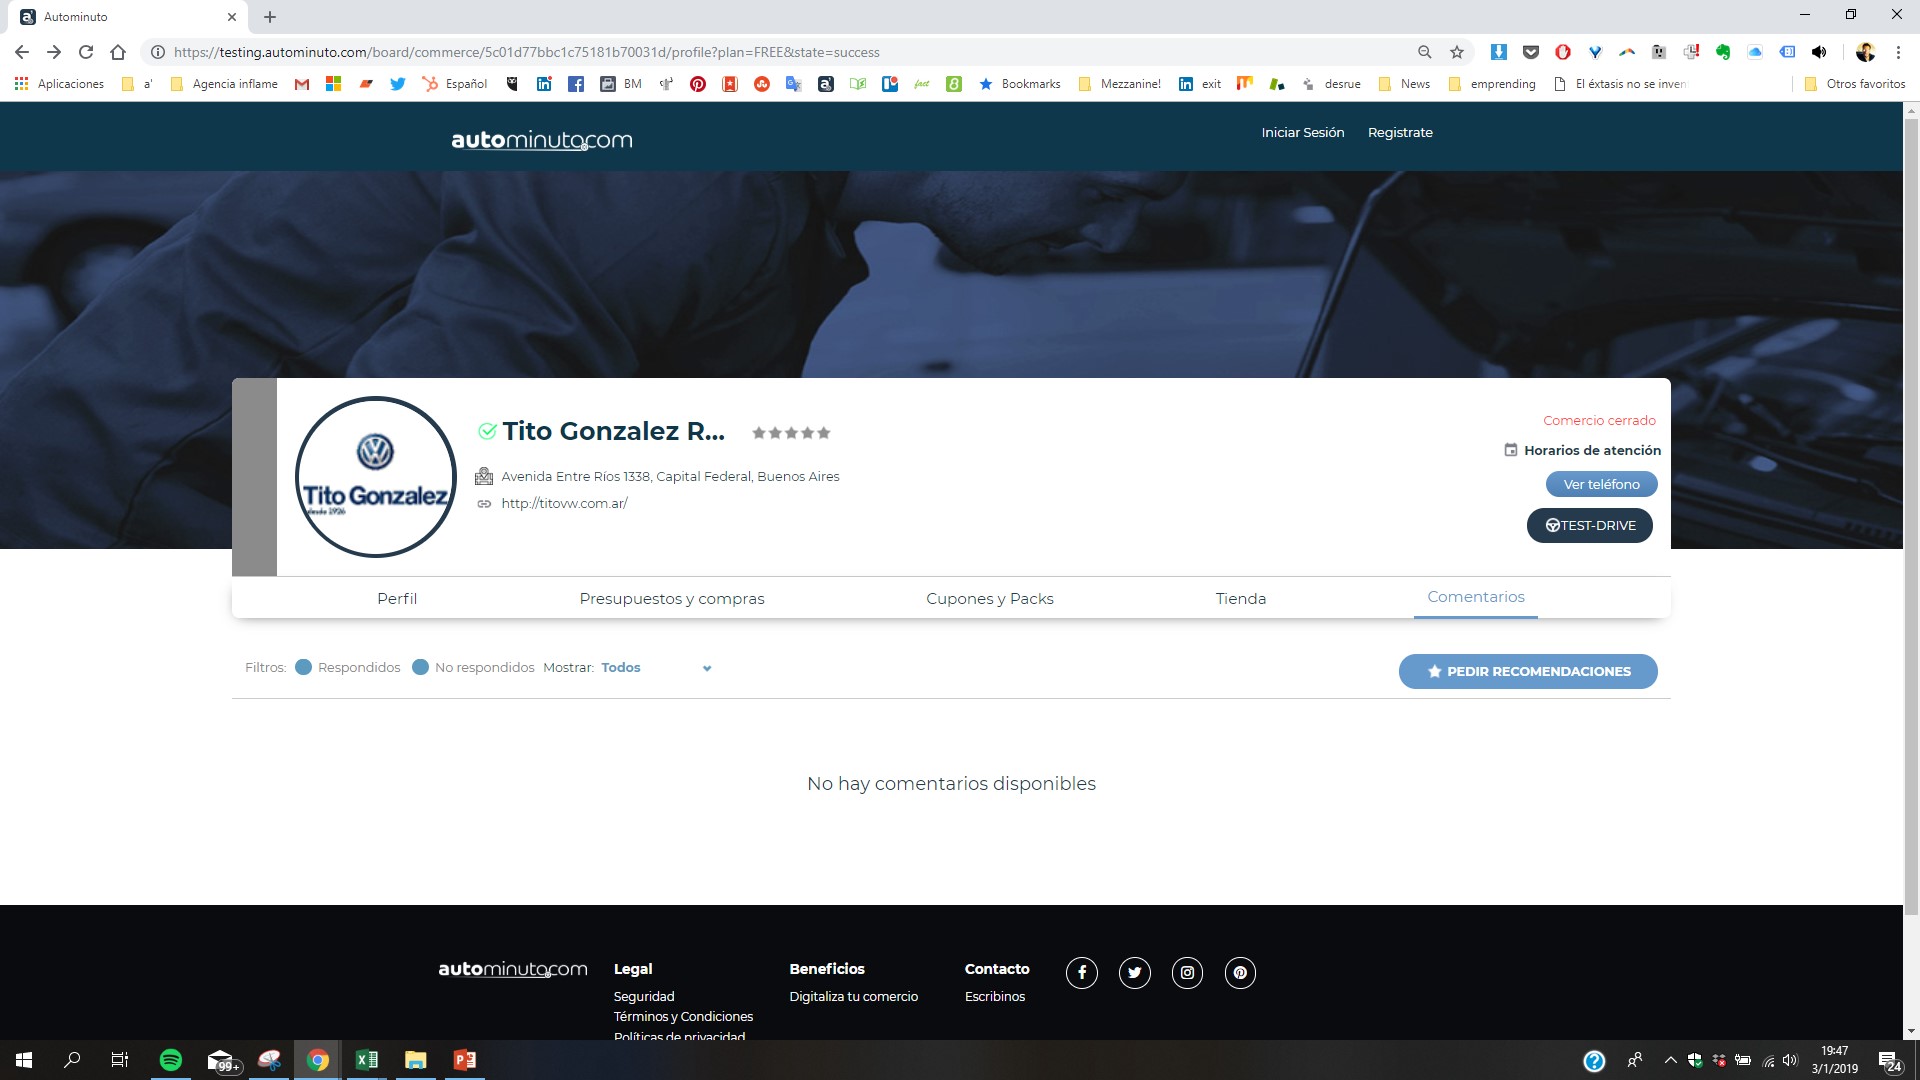 Autominuto
https://testing.autominuto.com/board/commerce/5c01d77bbc1c75181b70031d/profile?plan=FREE&state=success
Aplicaciones a' Agencia inflame Español BM Bookmarks Mezzanine! exit desrue News emprending El éxtasis no se inven Otros favoritos
autominuto.com Iniciar Sesión Registrate
Tito Gonzalez
desde 1926
Tito Gonzalez R...
Avenida Entre Ríos 1338, Capital Federal, Buenos Aires
http://titovw.com.ar/
Comercio cerrado
Horarios de atención
Ver teléfono
TEST-DRIVE
Perfil Presupuestos y compras Cupones y Packs Tienda Comentarios
Filtros: Respondidos No respondidos Mostrar: Todos PEDIR RECOMENDACIONES
No hay comentarios disponibles
autominuto.com
Legal
Seguridad
Términos y Condiciones
Políticas de privacidad
Beneficios
Digitaliza tu comercio
Contacto
Escribinos
99+
19:47
3/1/2019
24